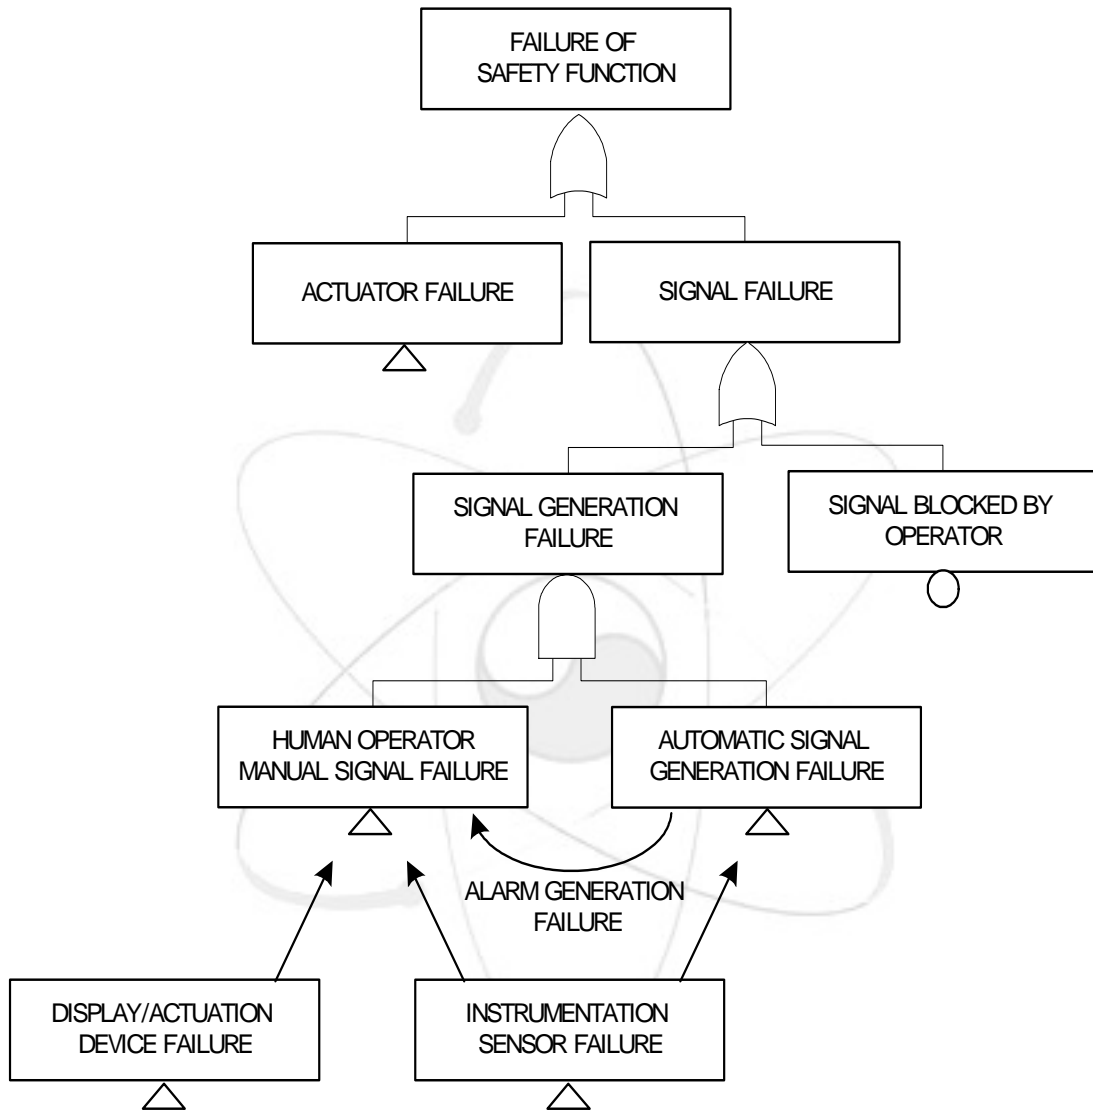 FAILURE OF
SAFETY FUNCTION
ACTUATOR FAILURE
SIGNAL FAILURE
SIGNAL GENERATION
FAILURE
SIGNAL BLOCKED BY
OPERATOR
HUMAN OPERATOR
MANUAL SIGNAL FAILURE
AUTOMATIC SIGNAL
GENERATION FAILURE
ALARM GENERATION
FAILURE
DISPLAY/ACTUATION
DEVICE FAILURE
INSTRUMENTATION
SENSOR FAILURE